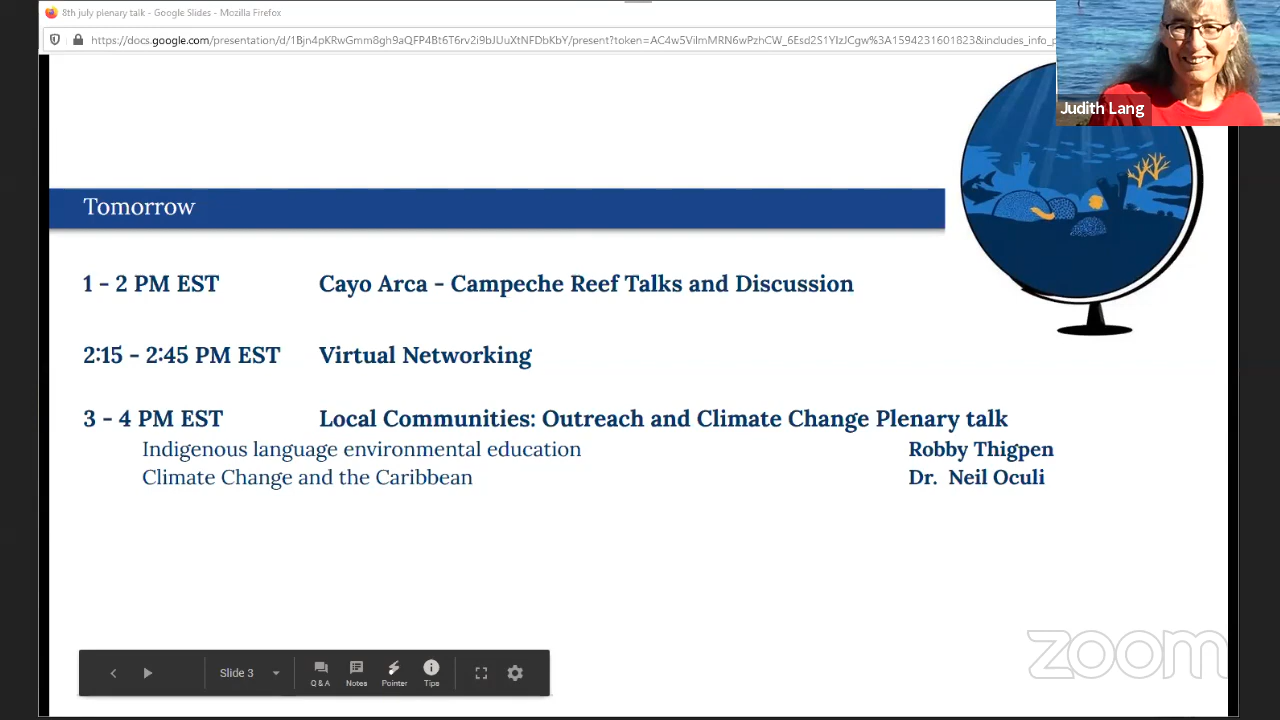 8th july plenary talk - Google Slides - Mozilla Firefox
https://docs.google.com/presentation/d/1Bjn4pKRwGmm8gh9aQFP4Bt6T6rv2i9bJUuXtNFDbKbY/present?token=AC4w5VilmMRN6wPzhCW_6Esd2S1YIzJCgw%3A1594231601823&includes_info_p
Judith Lang
Tomorrow
1 - 2 PM EST Cayo Arca - Campeche Reef Talks and Discussion
2:15 - 2:45 PM EST Virtual Networking
3 - 4 PM EST Local Communities: Outreach and Climate Change Plenary talk
Indigenous language environmental education Robby Thigpen
Climate Change and the Caribbean Dr. Neil Oculi
Slide 3
Q & A Notes Pointer Tips
zoom